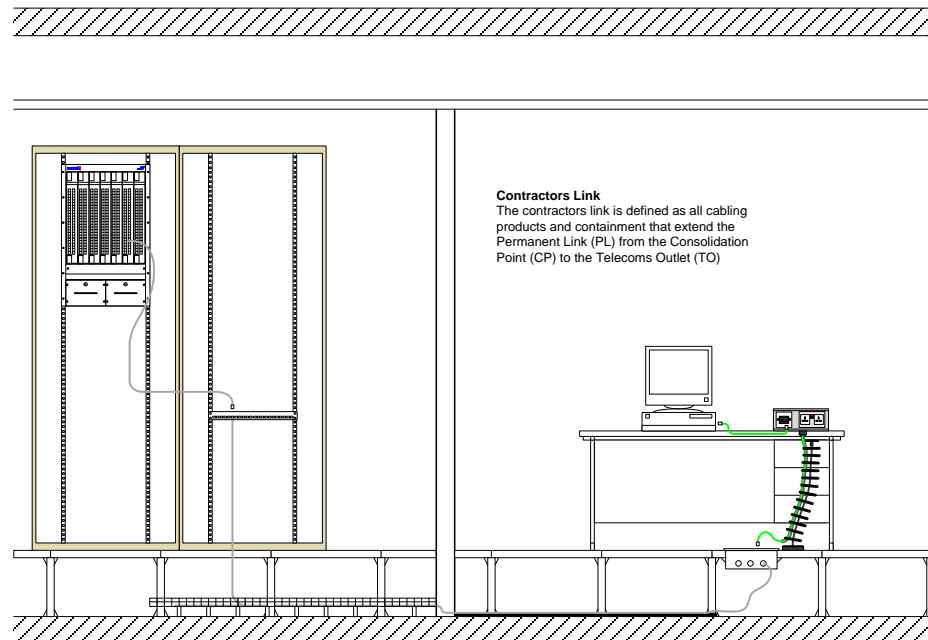 Contractors Link
The contractors link is defined as all cabling
products and containment that extend the
Permanent Link (PL) from the Consolidation
Point (CP) to the Telecoms Outlet (TO)